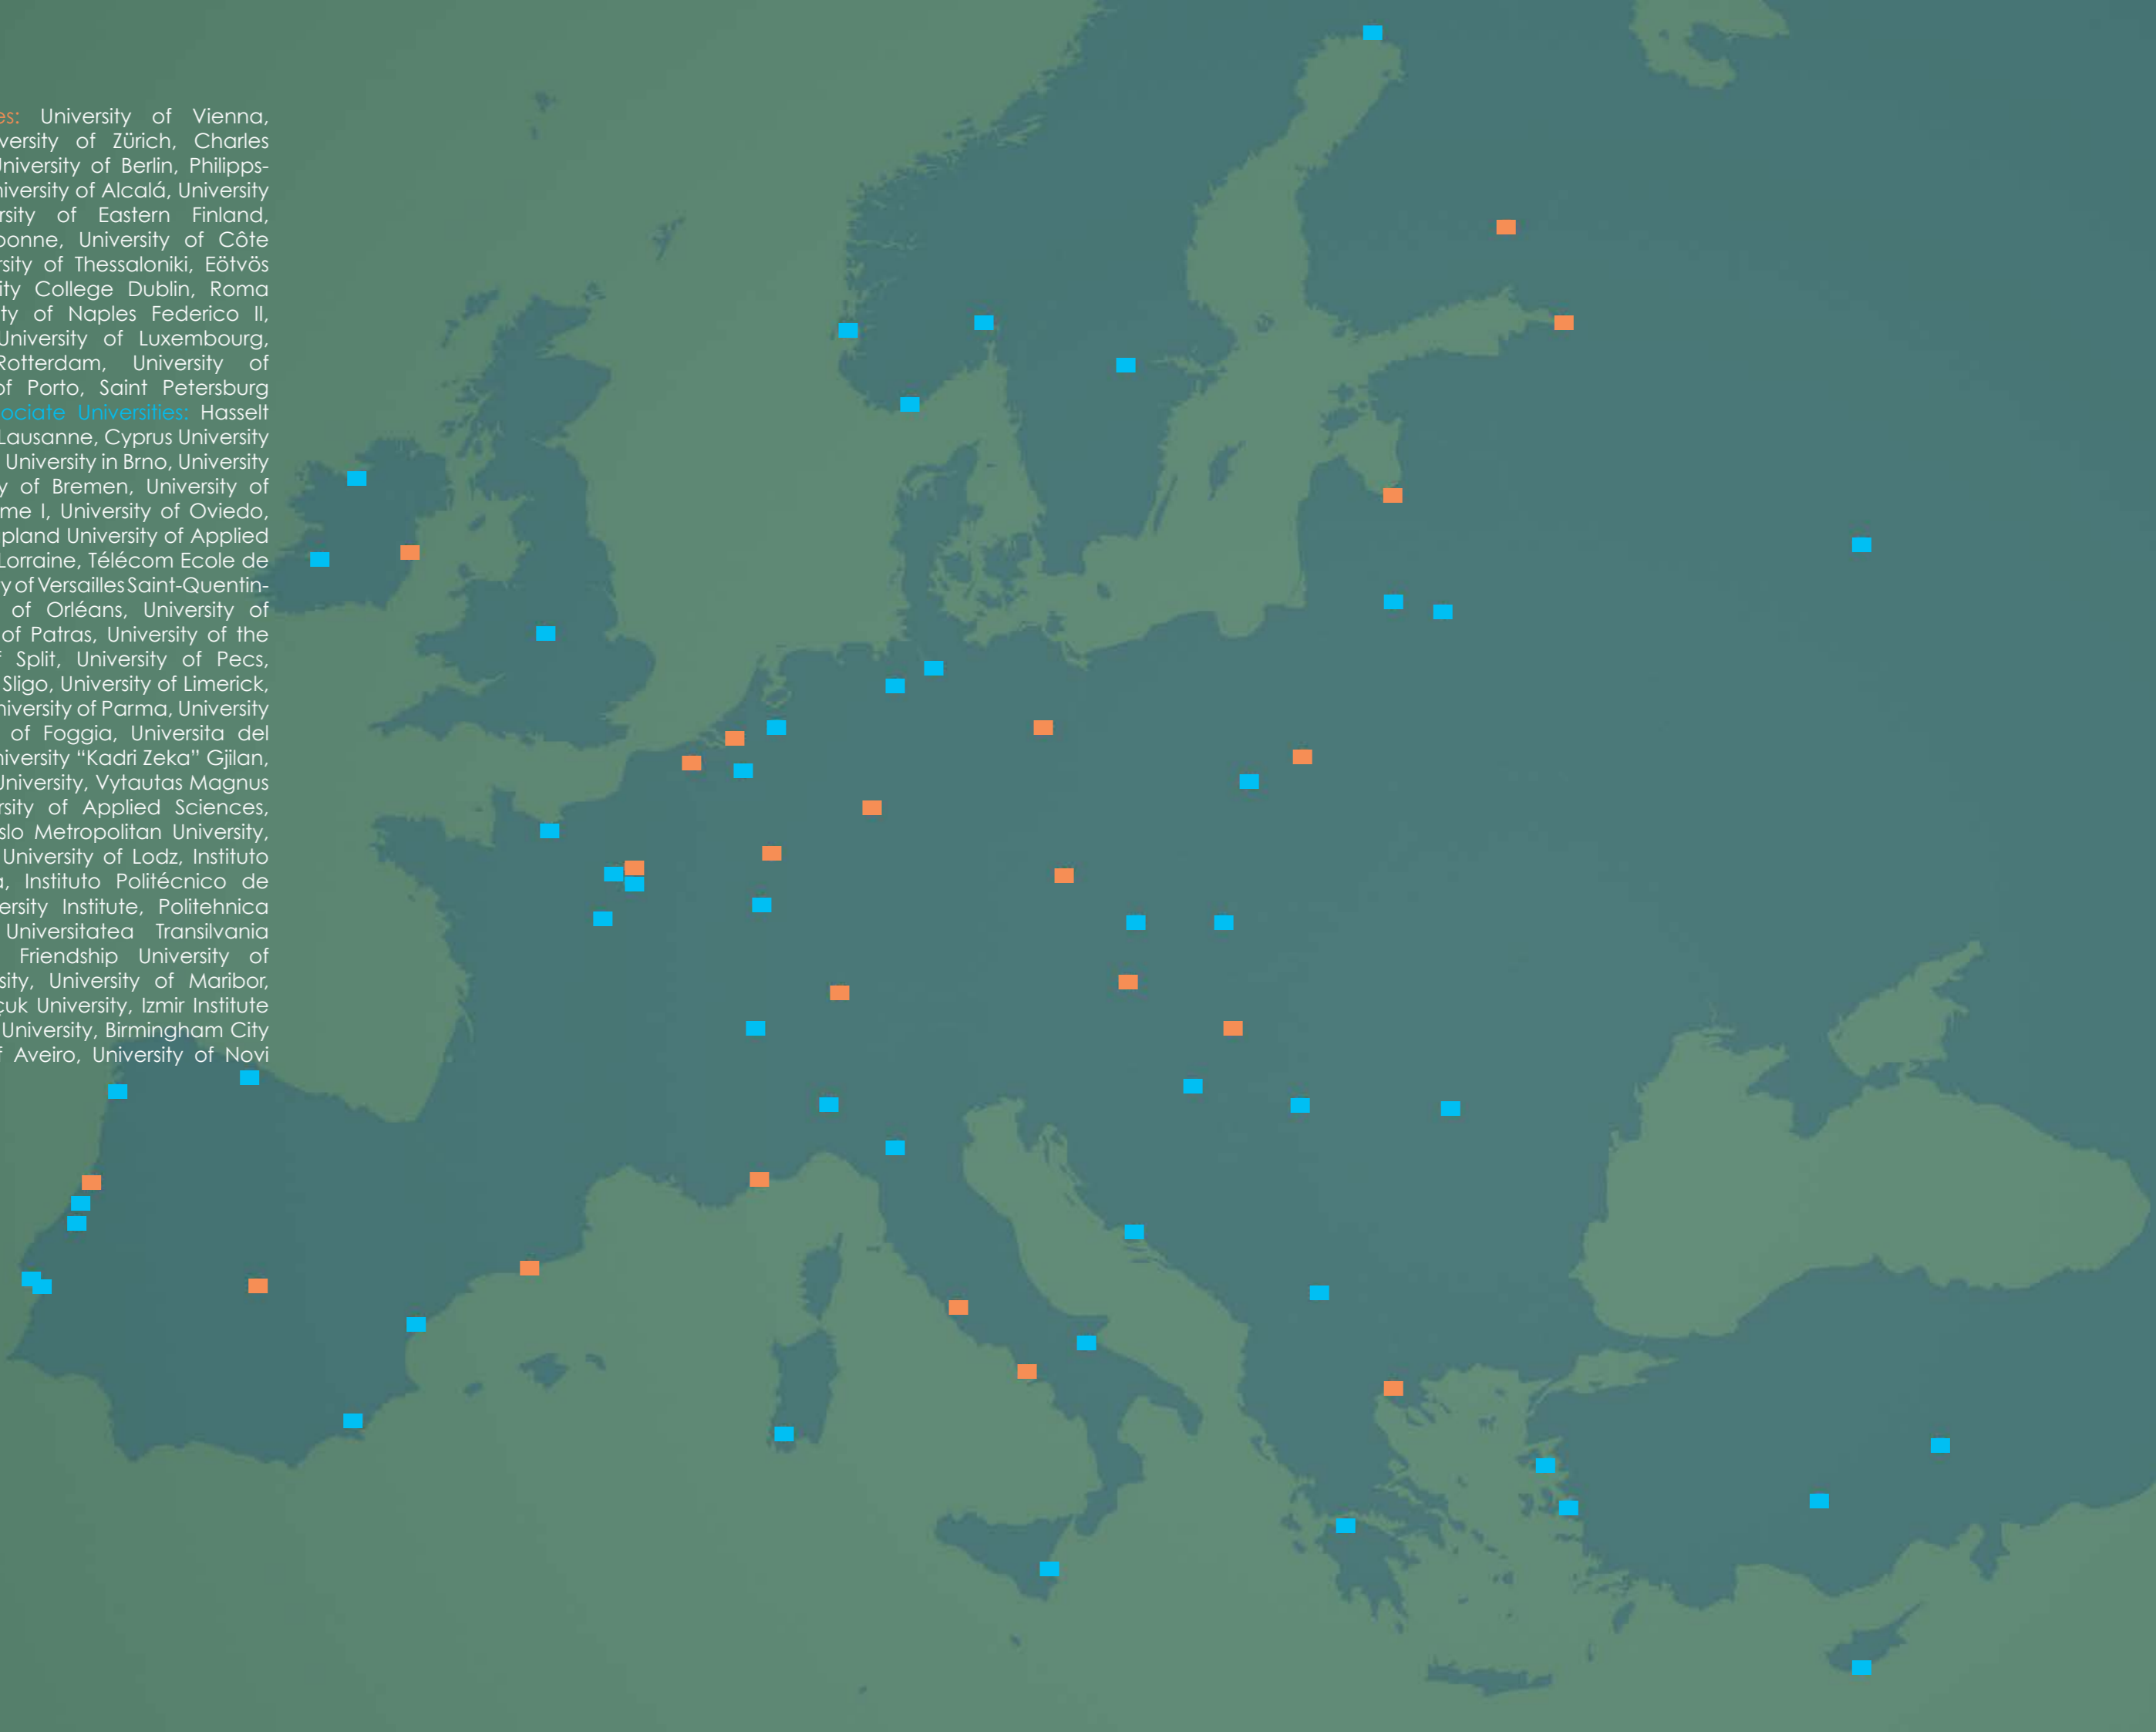 es: University of Vienna,
versity of Zürich, Charles
University of Berlin, Philipps-
niversity of Alcalá, University
rsity of Eastern Finland,
bonne, University of Côte
rsity of Thessaloniki, Eötvös
ity College Dublin, Roma
ty of Naples Federico II,
University of Luxembourg,
Rotterdam, University of
of Porto, Saint Petersburg
ociate Universities: Hasselt
Lausanne, Cyprus University
University in Brno, University
y of Bremen, University of
me I, University of Oviedo,
pland University of Applied
Lorraine, Télécom Ecole de
y of Versailles Saint-Quentin-
of Orléans, University of
of Patras, University of the
f Split, University of Pecs,
Sligo, University of Limerick,
niversity of Parma, University
of Foggia, Universita del
niversity “Kadri Zeka” Gjilan,
University, Vytautas Magnus
rsity of Applied Sciences,
slo Metropolitan University,
University of Lodz, Instituto
a, Instituto Politécnico de
ersity Institute, Politehnica
Universitatea Transilvania
Friendship University of
sity, University of Maribor,
çuk University, Izmir Institute
University, Birmingham City
f Aveiro, University of Novi